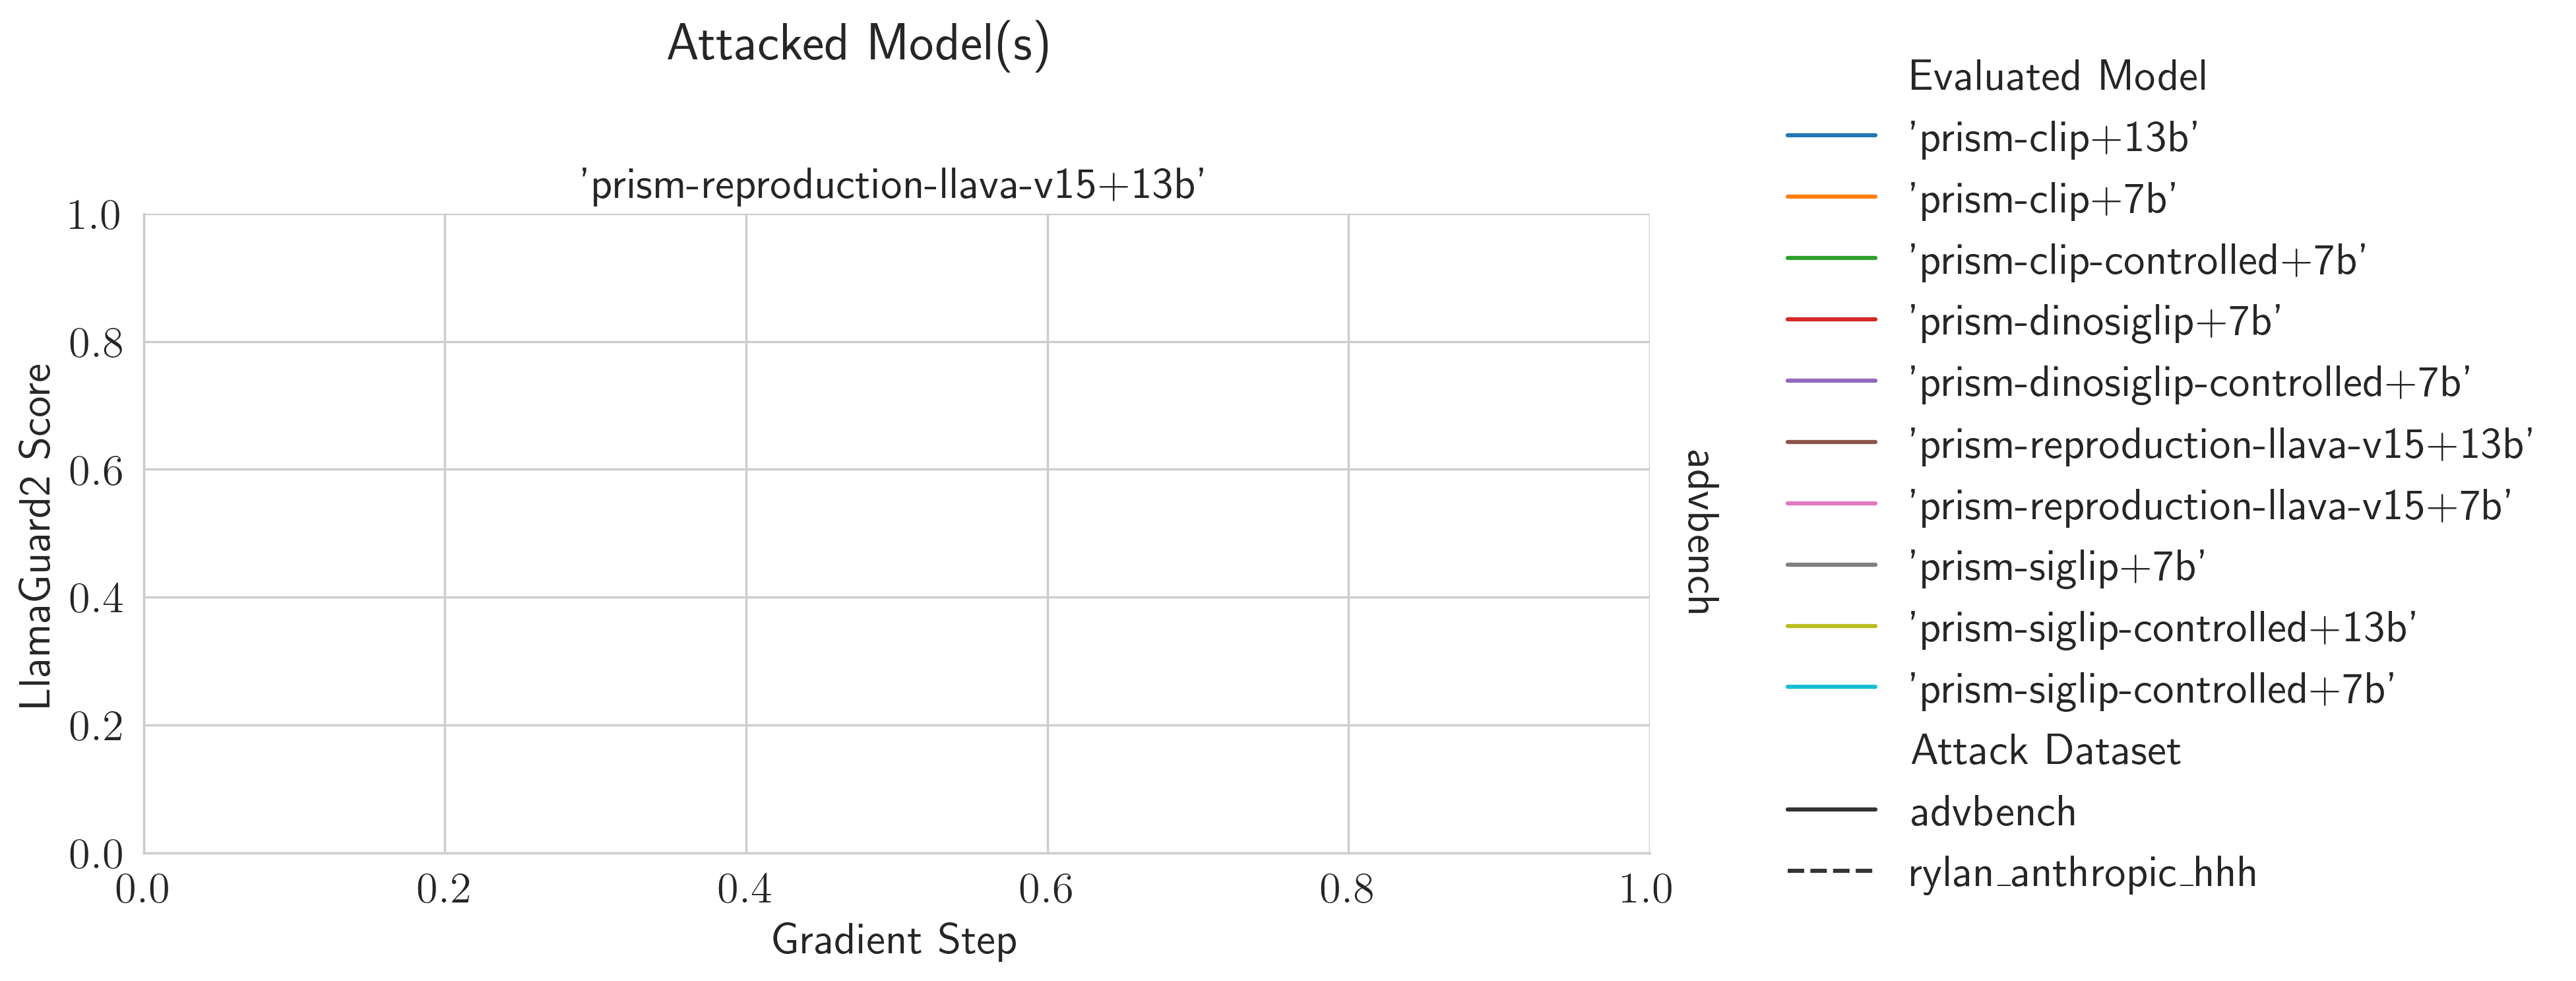 Attacked Model(s)
'prism-reproduction-llava-v15+13b'
1.0
0.8
0.6
0.4
0.2
0.0
LlamaGuard2 Score
0.0 0.2 0.4 0.6 0.8 1.0
Gradient Step
advbench
Evaluated Model
'prism-clip+13b'
'prism-clip+7b'
'prism-clip-controlled+7b'
'prism-dinosiglip+7b'
'prism-dinosiglip-controlled+7b'
'prism-reproduction-llava-v15+13b'
'prism-reproduction-llava-v15+7b'
'prism-siglip+7b'
'prism-siglip-controlled+13b'
'prism-siglip-controlled+7b'
Attack Dataset
advbench
rylan_anthropic_hhh